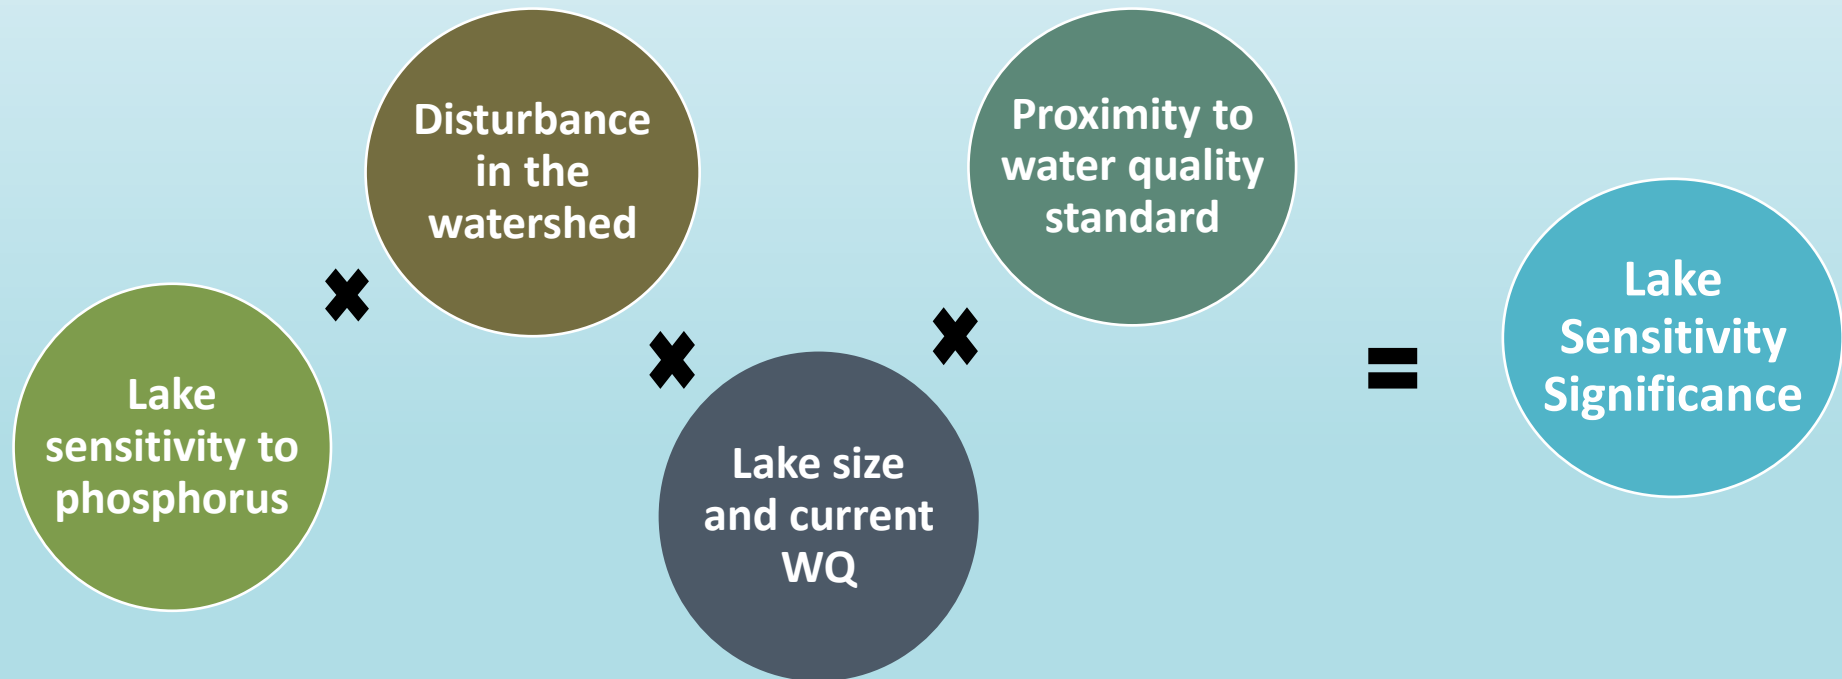 Lake
sensitivity to
phosphorus
Disturbance
in the
watershed
Lake size
and current
WQ
Proximity to
water quality
standard
=
Lake
Sensitivity
Significance